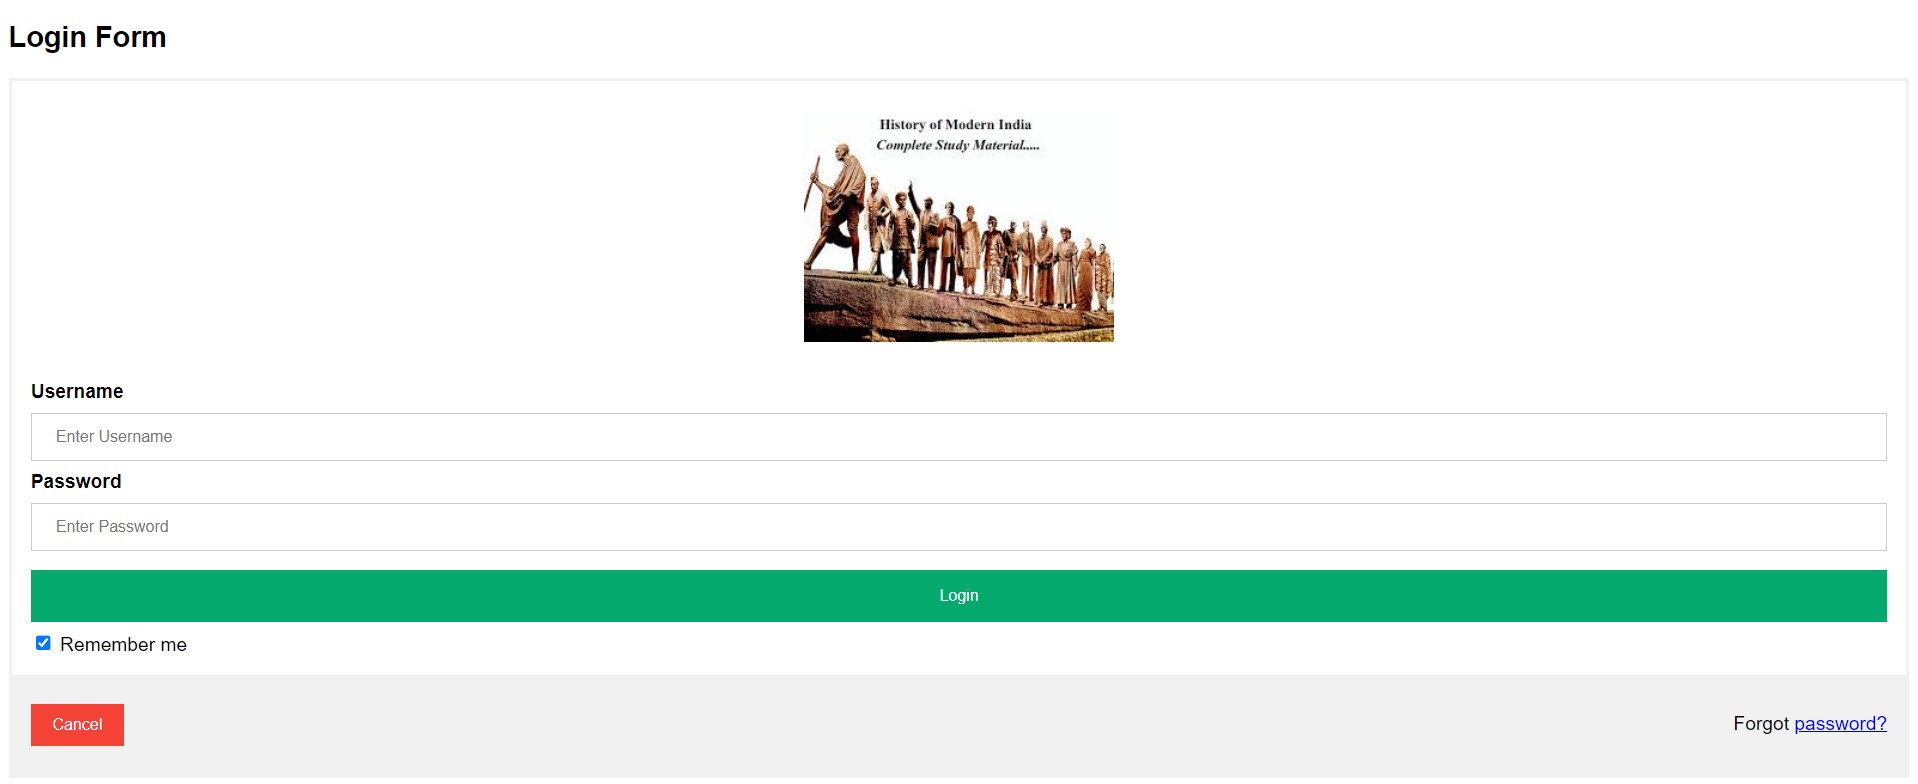 Login Form
History of Modern India
Complete Study Material.....
Username
Enter Username
Password
Enter Password
Login
Remember me
Cancel
Forgot password?